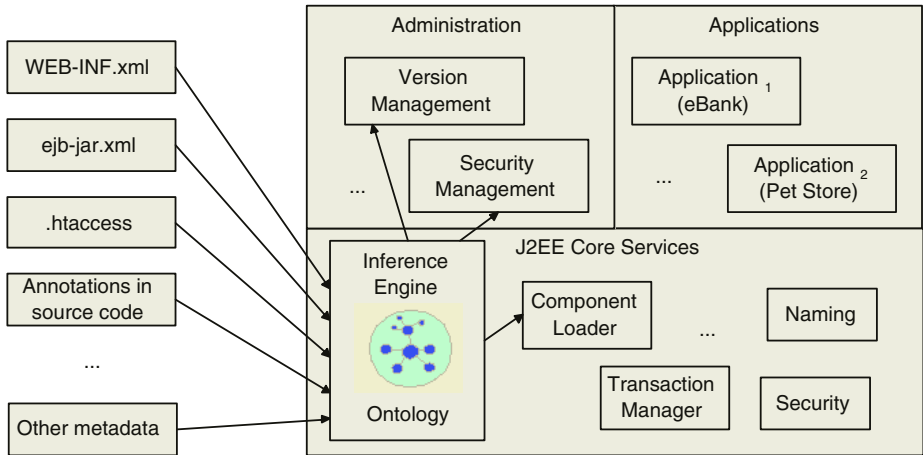 WEB-INF.xml
ejb-jar.xml
.htaccess
Annotations in
source code
...
Other metadata
Administration
Version
Management
...
Security
Management
Applications
Application 1
(eBank)
...
Application 2
(Pet Store)
J2EE Core Services
Inference
Engine
Ontology
Component
Loader
...
Naming
Transaction
Manager
Security